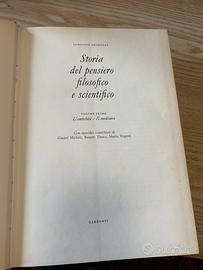 LUDOVICO GEYMONAT
Storia
del pensiero
filosofico
e scientifico
VOLUME PRIMO
L'antichità - Il medioevo
Con specifici contributi di
Gianni Micheli, Renato Tisato, Mario Vegetti
GARZANTI
subito